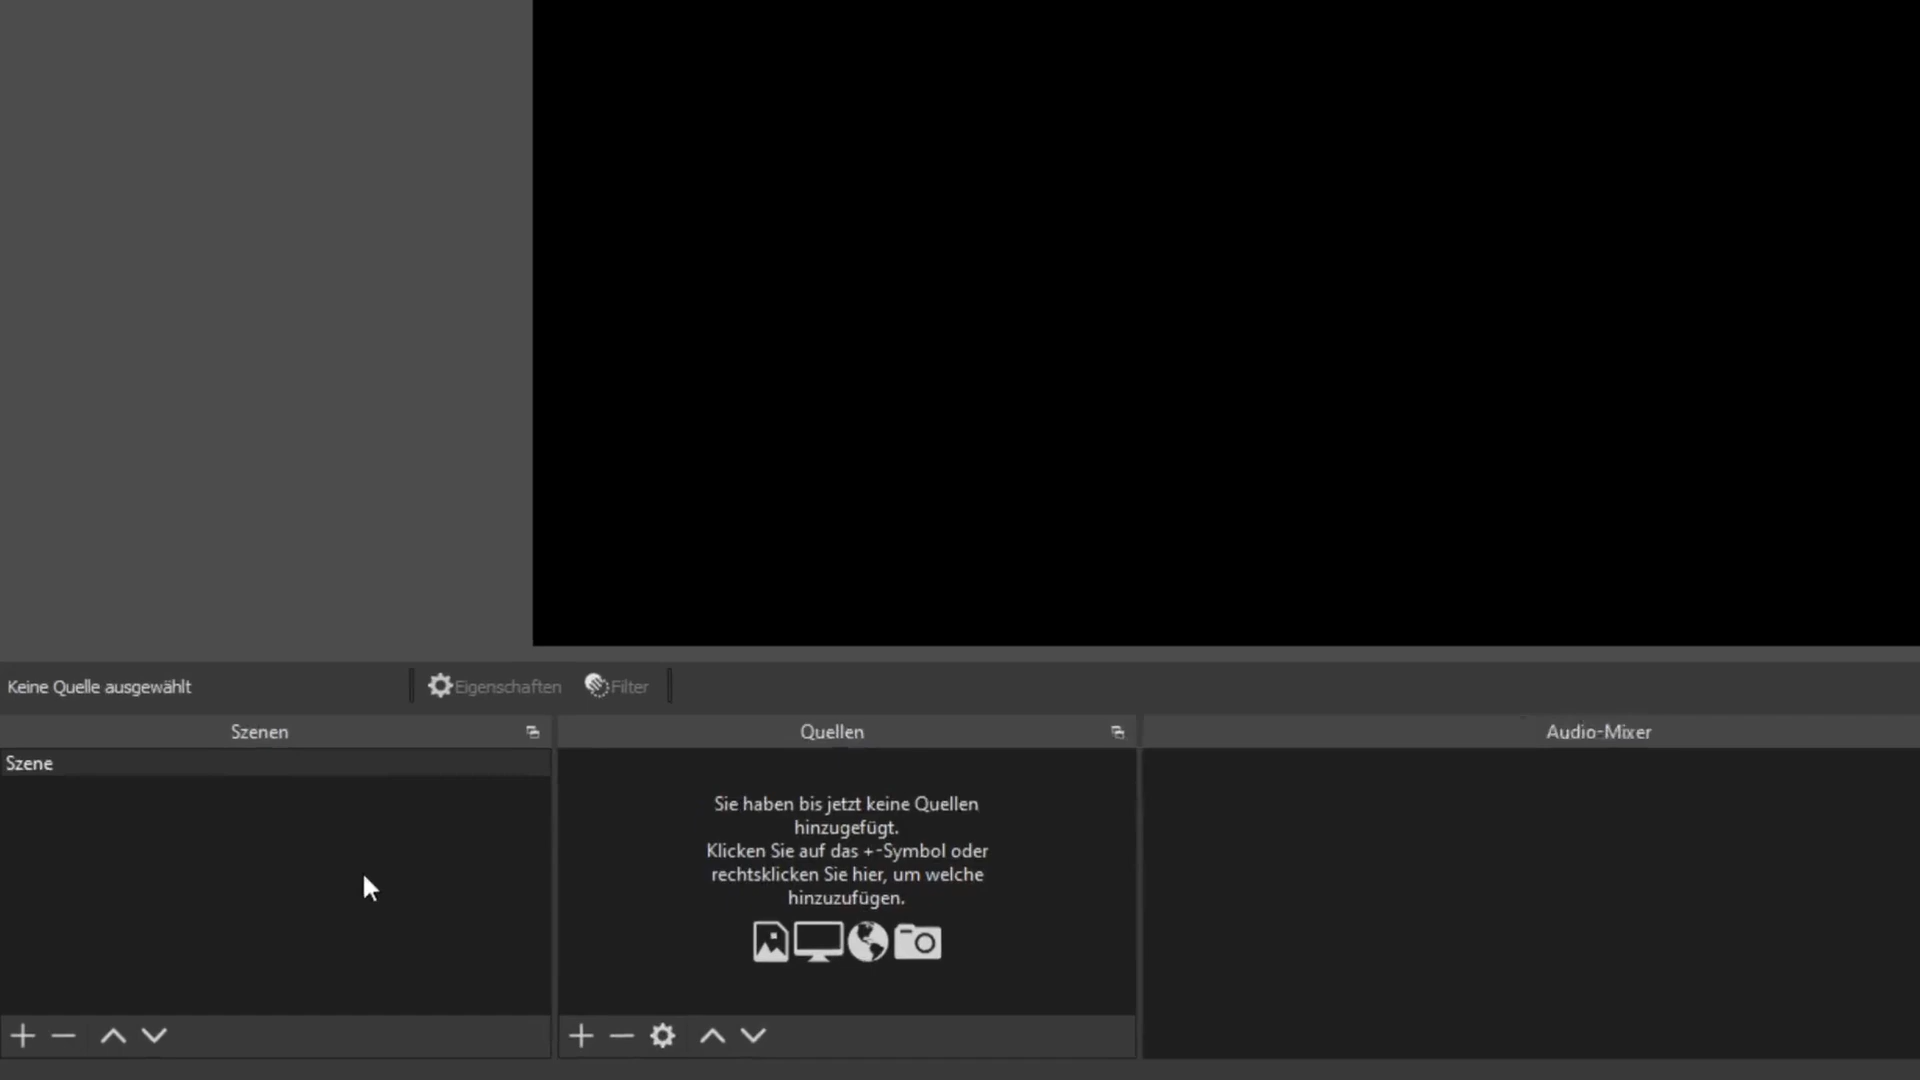 Keine Quelle ausgewählt
Eigenschaften
Filter
Szenen
Quellen
Audio-Mixer
Szene
Sie haben bis jetzt keine Quellen
hinzugefügt.
Klicken Sie auf das +-Symbol oder
rechtsklicken Sie hier, um welche
hinzuzufügen.